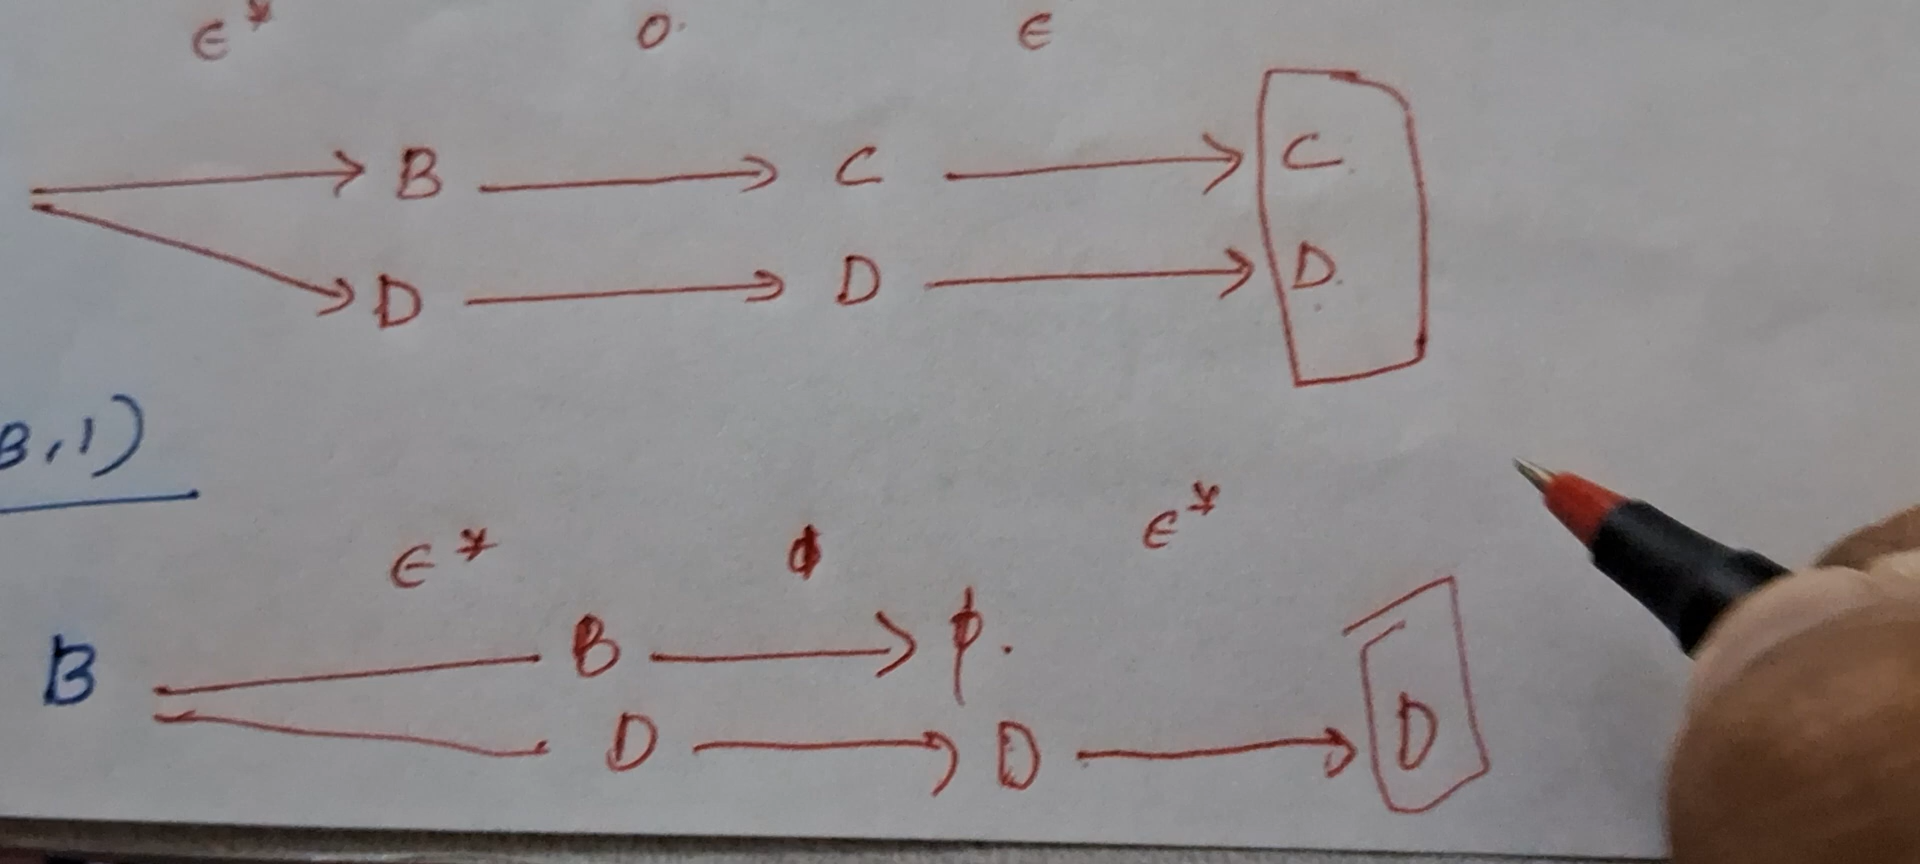 ϵ* 0 ϵ
→ B → C → C
→ D → D → D
B, 1)
ϵ* ϵ*
B B → ϕ.
D → D → D